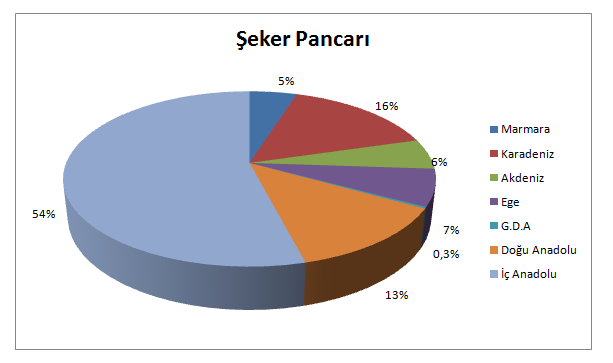 Şeker Pancarı
5%
16%
6%
7%
0,3%
13%
54%
Marmara
Karadeniz
Akdeniz
Ege
G.D.A
Doğu Anadolu
İç Anadolu